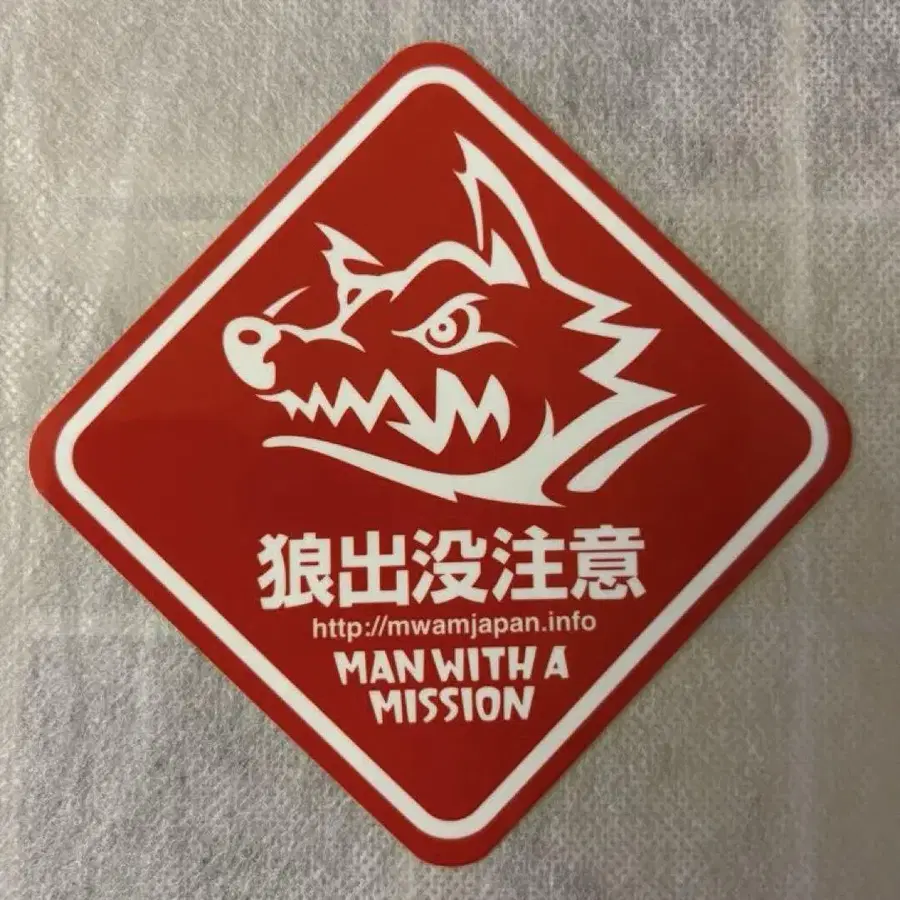 狼出没注意
http://mwamjapan.info
MAN WITH A
MISSION